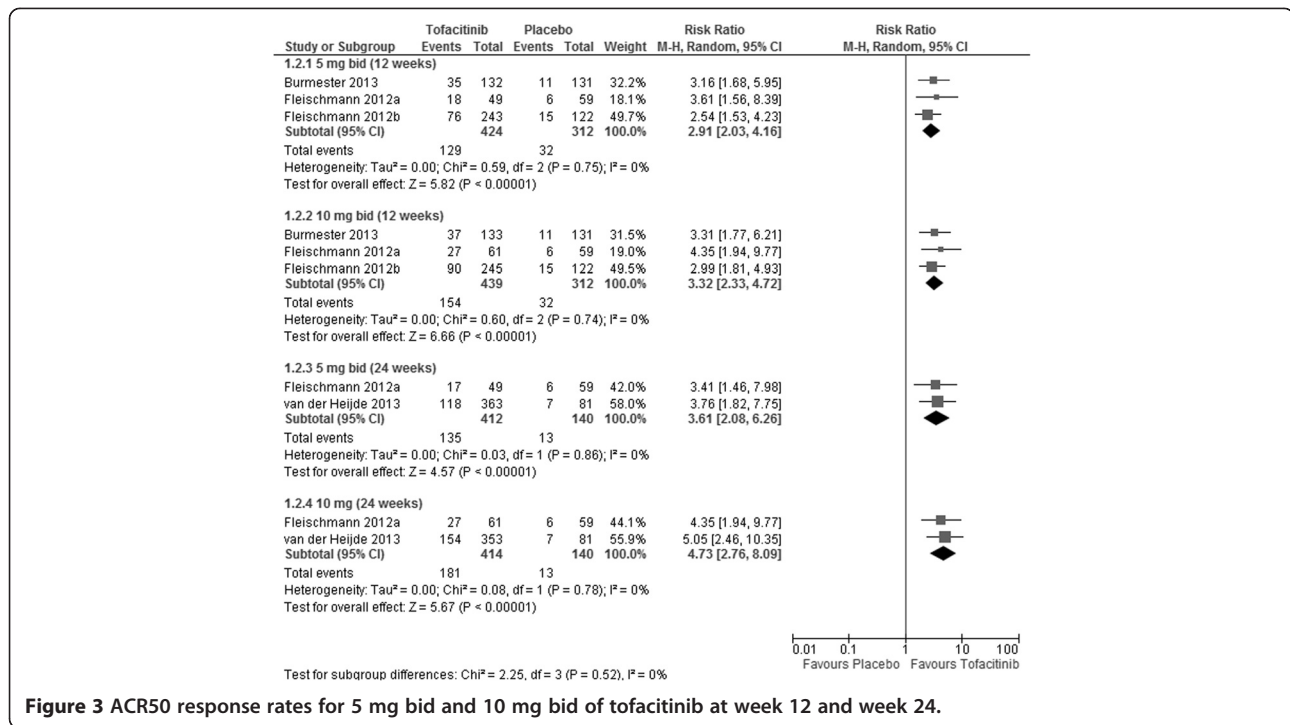 Tofacitinib Placebo Risk Ratio Risk Ratio
Study or Subgroup Events Total Events Total Weight M-H, Random, 95% CI M-H, Random, 95% CI
1.2.1 5 mg bid (12 weeks)
Burmester 2013 35 132 11 131 32.2% 3.16 [1.68, 5.95]
Fleischmann 2012a 18 49 6 59 18.1% 3.61 [1.56, 8.39]
Fleischmann 2012b 76 243 15 122 49.7% 2.54 [1.53, 4.23]
Subtotal (95% CI) 424 312 100.0% 2.91 [2.03, 4.16]
Total events 129 32
Heterogeneity: Tau² = 0.00; Chi² = 0.59, df = 2 (P = 0.75); I² = 0%
Test for overall effect: Z = 5.82 (P < 0.00001)
1.2.2 10 mg bid (12 weeks)
Burmester 2013 37 133 11 131 31.5% 3.31 [1.77, 6.21]
Fleischmann 2012a 27 61 6 59 19.0% 4.35 [1.94, 9.77]
Fleischmann 2012b 90 245 15 122 49.5% 2.99 [1.81, 4.93]
Subtotal (95% CI) 439 312 100.0% 3.32 [2.33, 4.72]
Total events 154 32
Heterogeneity: Tau² = 0.00; Chi² = 0.60, df = 2 (P = 0.74); I² = 0%
Test for overall effect: Z = 6.66 (P < 0.00001)
1.2.3 5 mg bid (24 weeks)
Fleischmann 2012a 17 49 6 59 42.0% 3.41 [1.46, 7.98]
van der Heijde 2013 118 363 7 81 58.0% 3.76 [1.82, 7.75]
Subtotal (95% CI) 412 140 100.0% 3.61 [2.08, 6.26]
Total events 135 13
Heterogeneity: Tau² = 0.00; Chi² = 0.03, df = 1 (P = 0.86); I² = 0%
Test for overall effect: Z = 4.57 (P < 0.00001)
1.2.4 10 mg (24 weeks)
Fleischmann 2012a 27 61 6 59 44.1% 4.35 [1.94, 9.77]
van der Heijde 2013 154 353 7 81 55.9% 5.05 [2.46, 10.35]
Subtotal (95% CI) 414 140 100.0% 4.73 [2.76, 8.09]
Total events 181 13
Heterogeneity: Tau² = 0.00; Chi² = 0.08, df = 1 (P = 0.78); I² = 0%
Test for overall effect: Z = 5.67 (P < 0.00001)
0.01 0.1 1 10 100
Favours Placebo Favours Tofacitinib
Test for subgroup differences: Chi² = 2.25, df = 3 (P = 0.52), I² = 0%
Figure 3 ACR50 response rates for 5 mg bid and 10 mg bid of tofacitinib at week 12 and week 24.